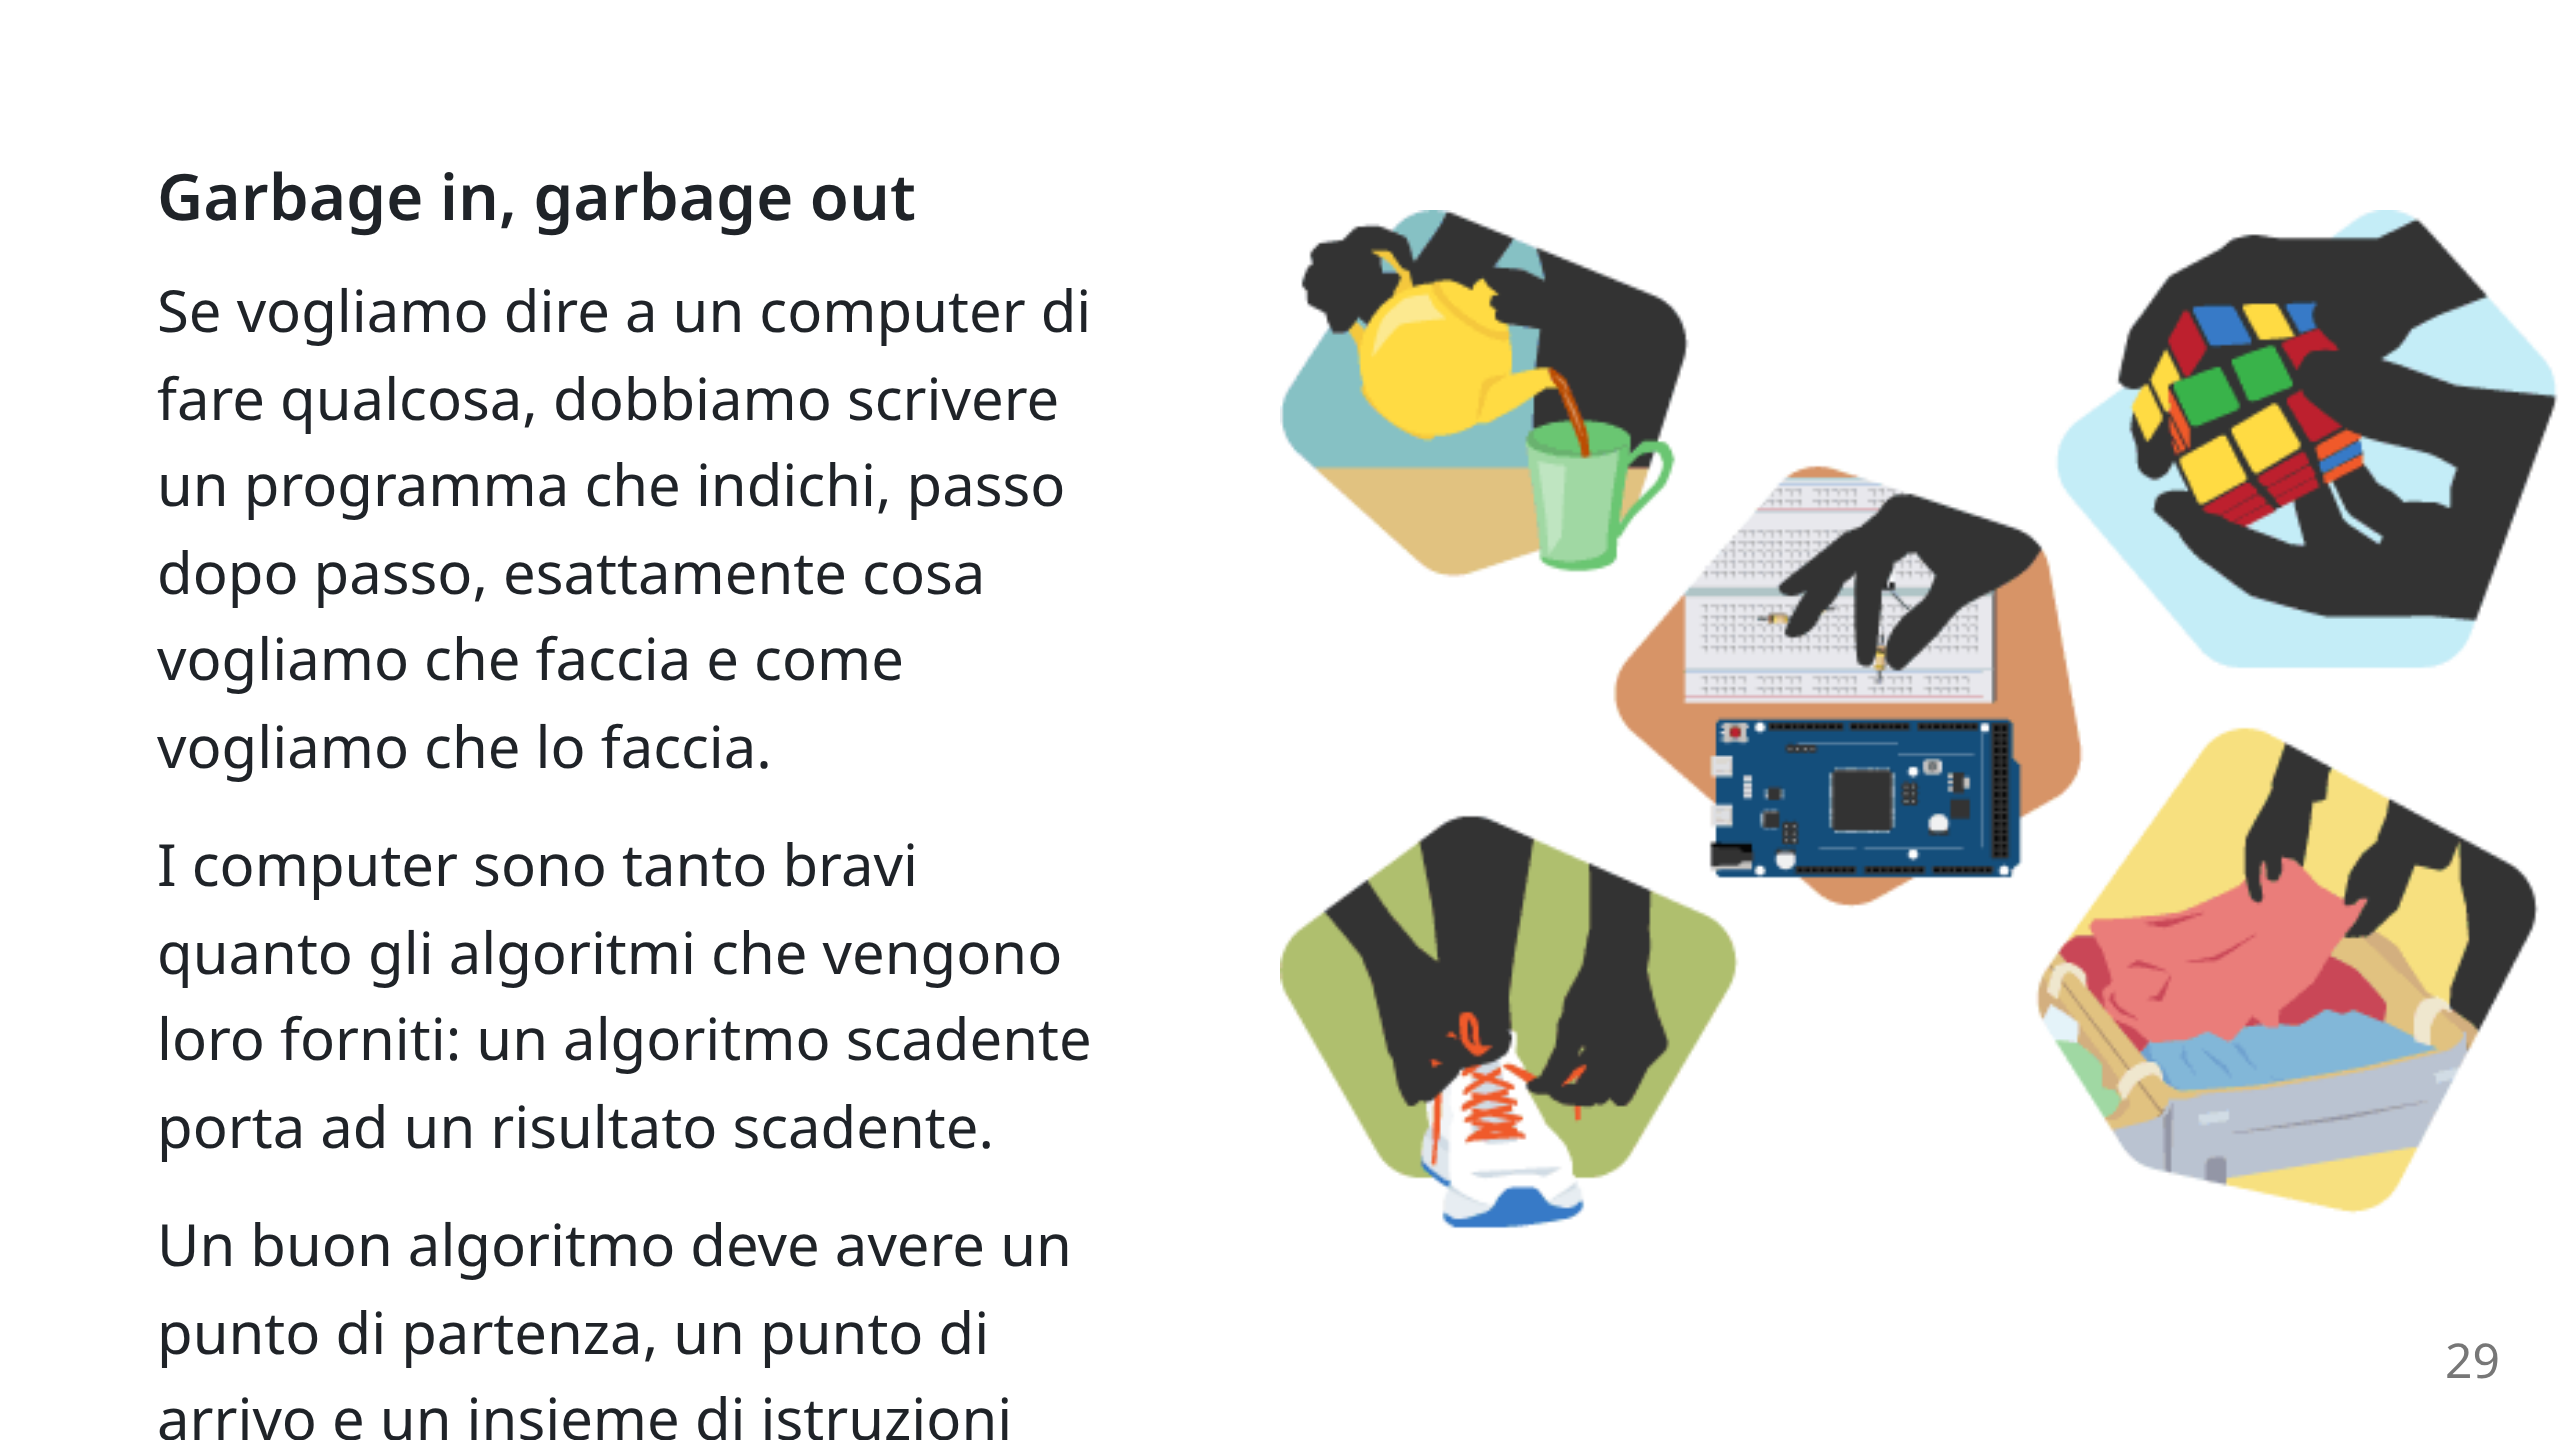 Garbage in, garbage out
Se vogliamo dire a un computer di
fare qualcosa, dobbiamo scrivere
un programma che indichi, passo
dopo passo, esattamente cosa
vogliamo che faccia e come
vogliamo che lo faccia.
I computer sono tanto bravi
quanto gli algoritmi che vengono
loro forniti: un algoritmo scadente
porta ad un risultato scadente.
Un buon algoritmo deve avere un
punto di partenza, un punto di
arrivo e un insieme di istruzioni
29